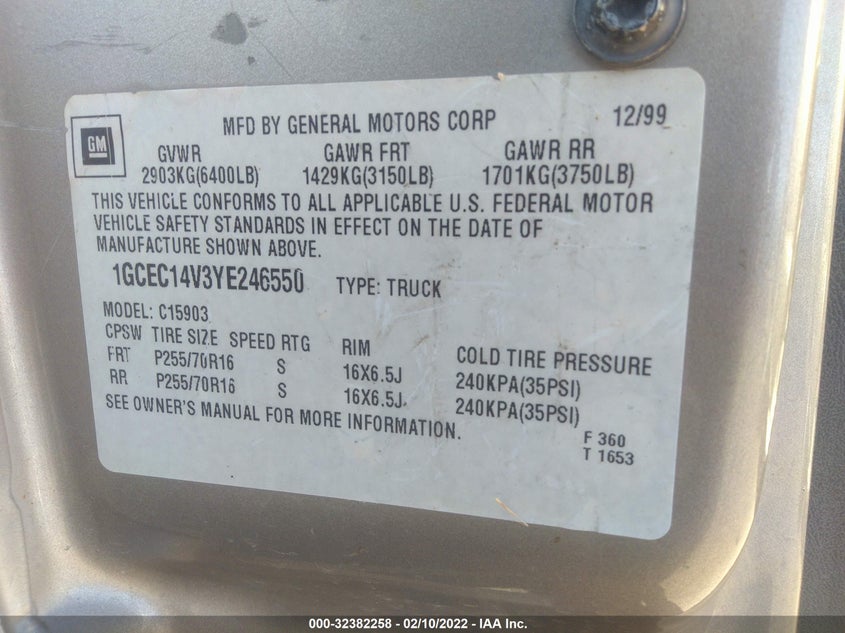 GM
MFD BY GENERAL MOTORS CORP 12/99
GVWR GAWR FRT GAWR RR
2903KG(6400LB) 1429KG(3150LB) 1701KG(3750LB)
THIS VEHICLE CONFORMS TO ALL APPLICABLE U.S. FEDERAL MOTOR
VEHICLE SAFETY STANDARDS IN EFFECT ON THE DATE OF
MANUFACTURE SHOWN ABOVE.
1GCEC14V3YE246550 TYPE: TRUCK
MODEL: C15903
CPSW TIRE SIZE SPEED RTG RIM COLD TIRE PRESSURE
FRT P255/70R16 S 16X6.5J 240KPA(35PSI)
RR P255/70R16 S 16X6.5J 240KPA(35PSI)
SEE OWNER'S MANUAL FOR MORE INFORMATION.
F 360
T 1653
000-32382258 - 02/10/2022 - IAA Inc.